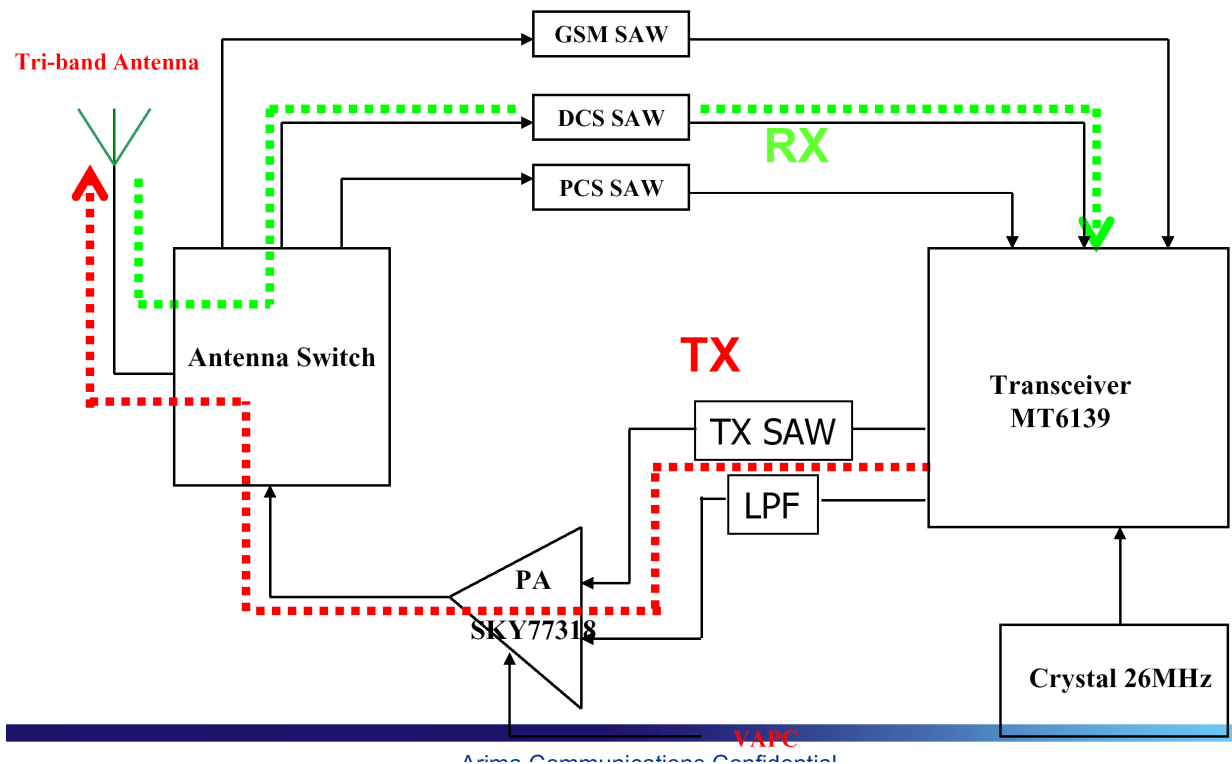 GSM SAW
Tri-band Antenna
DCS SAW
RX
PCS SAW
Antenna Switch
TX
Transceiver
MT6139
TX SAW
LPF
PA
SKY77318
Crystal 26MHz
VAPC
Arima Communications Confidential